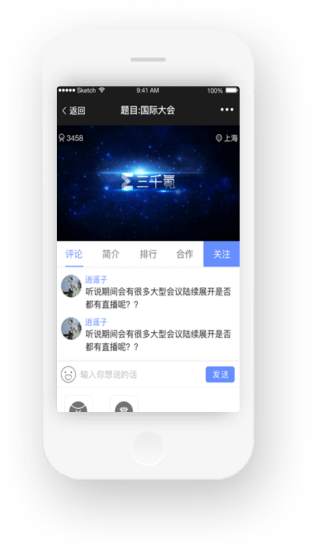 Sketch
9:41 AM
100%
返回
题目:国际大会
3458
上海
评论
简介
排行
合作
关注
逍遥子
听说期间会有很多大型会议陆续展开是否
都有直播呢？？
逍遥子
听说期间会有很多大型会议陆续展开是否
都有直播呢？？
输入你想说的话
发送